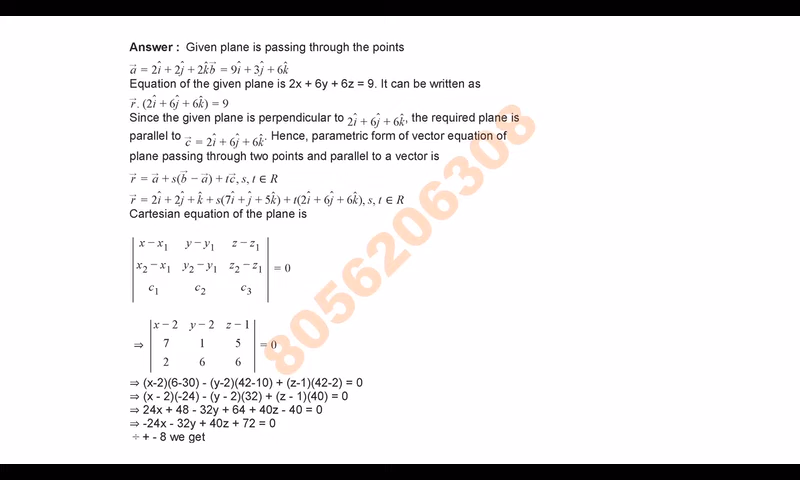 Answer : Given plane is passing through the points
a⃗ = 2î + 2ĵ + 2k̂b⃗ = 9î + 3ĵ + 6k̂
Equation of the given plane is 2x + 6y + 6z = 9. It can be written as
r⃗. (2î + 6ĵ + 6k̂) = 9
Since the given plane is perpendicular to 2î + 6ĵ + 6k̂, the required plane is
parallel to c⃗ = 2î + 6ĵ + 6k̂. Hence, parametric form of vector equation of
plane passing through two points and parallel to a vector is
r⃗ = a⃗ + s(b⃗ − a⃗) + tc⃗, s, t ∈ R
r⃗ = 2î + 2ĵ + k̂ + s(7î + ĵ + 5k̂) + t(2î + 6ĵ + 6k̂), s, t ∈ R
Cartesian equation of the plane is
x − x₁ y − y₁ z − z₁
x₂ − x₁ y₂ − y₁ z₂ − z₁ = 0
c₁ c₂ c₃
x − 2 y − 2 z − 1
⇒ 7 1 5 = 0
2 6 6
⇒ (x-2)(6-30) - (y-2)(42-10) + (z-1)(42-2) = 0
⇒ (x - 2)(-24) - (y - 2)(32) + (z - 1)(40) = 0
⇒ 24x + 48 - 32y + 64 + 40z - 40 = 0
⇒ -24x - 32y + 40z + 72 = 0
÷ + - 8 we get
8056206308